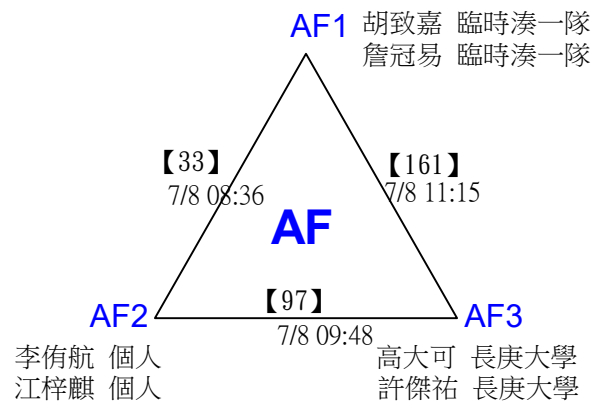 AF1 胡致嘉 臨時湊一隊
詹冠易 臨時湊一隊
【33】
7/8 08:36
【161】
7/8 11:15
AF
【97】
7/8 09:48
AF2
AF3
李侑航 個人
江梓麒 個人
高大可 長庚大學
許傑祐 長庚大學